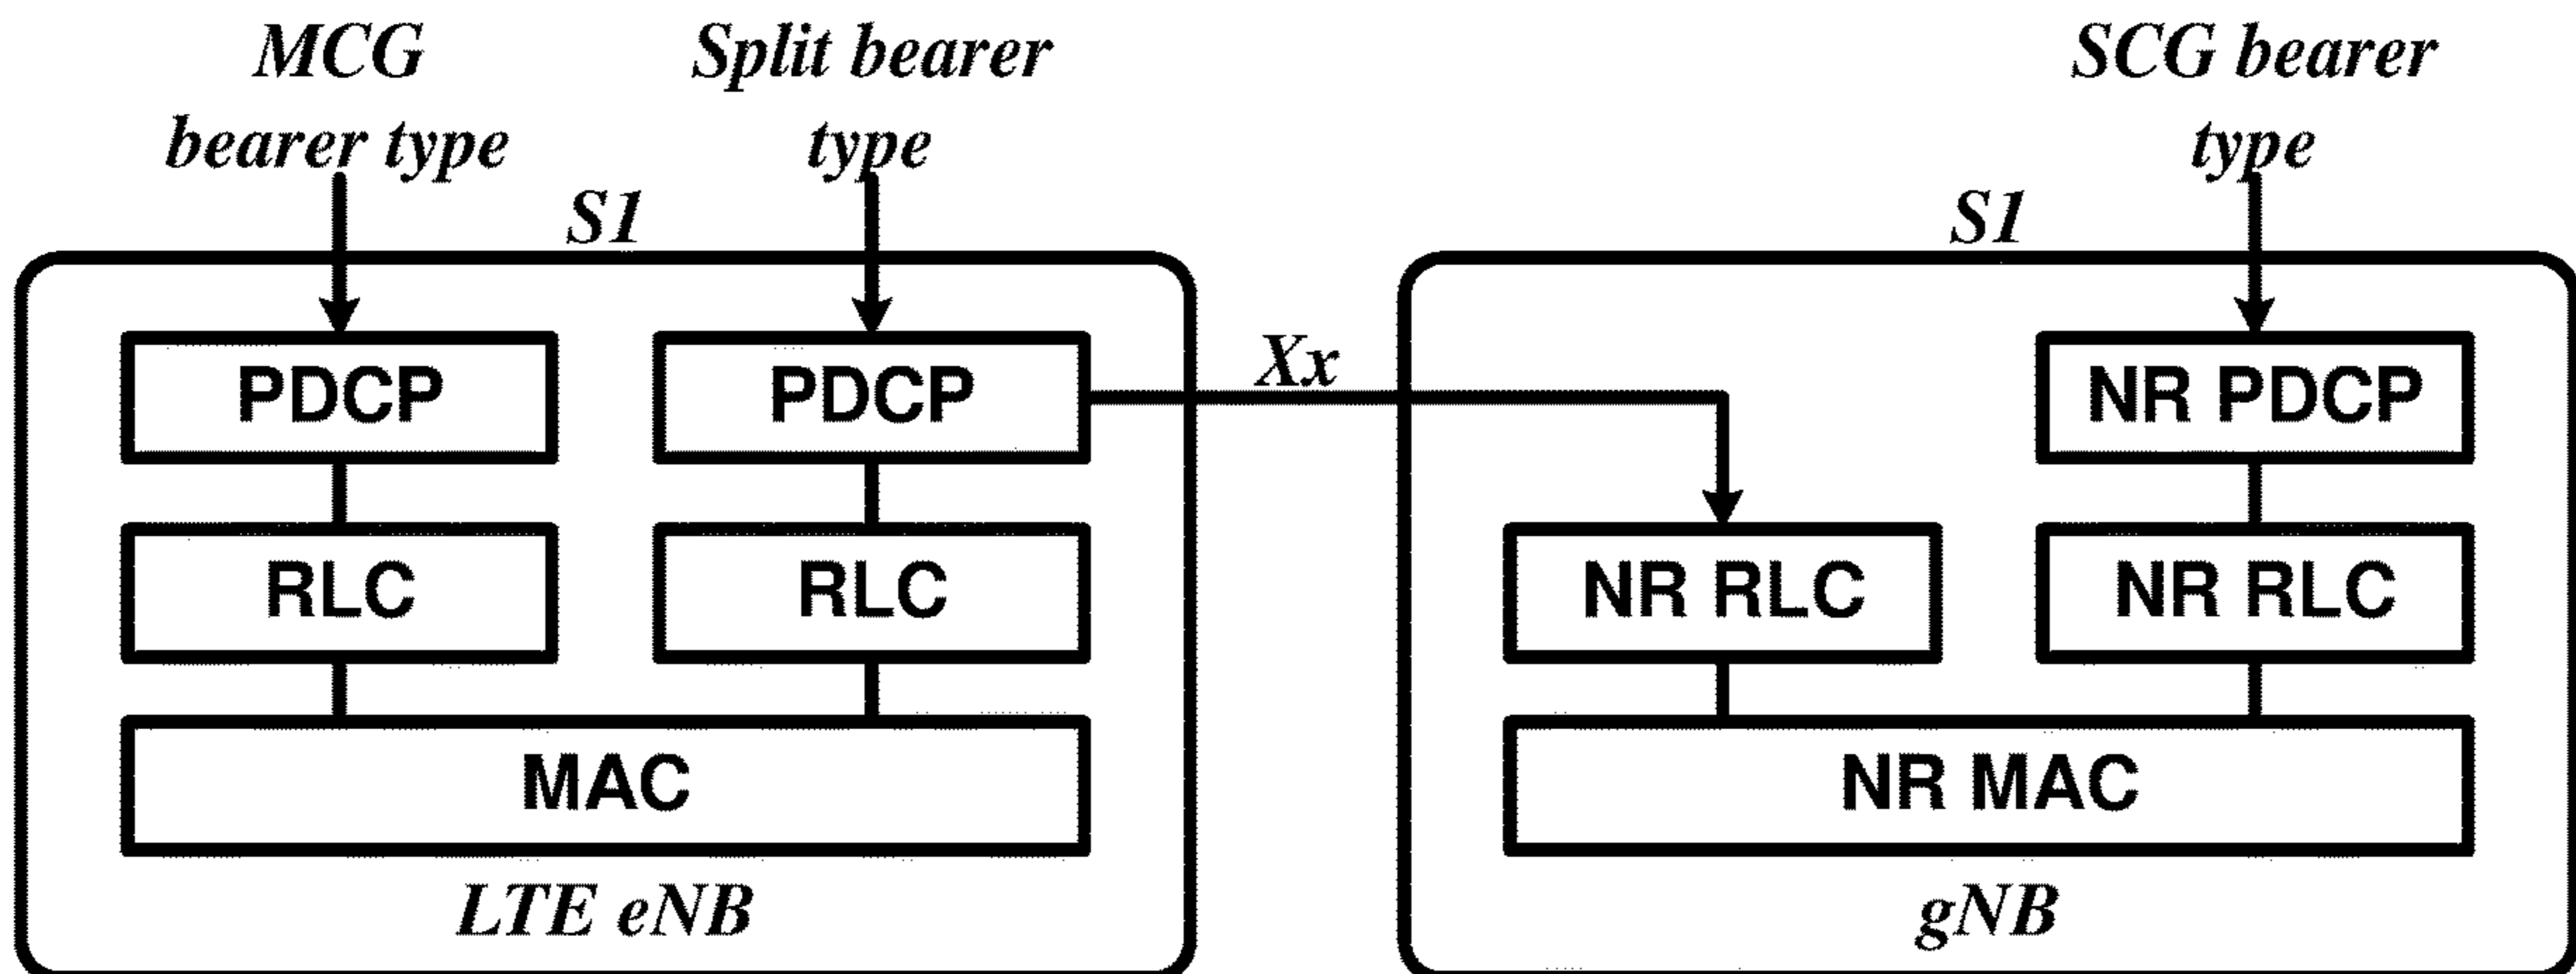 MCG
bearer type
Split bearer
type
SCG bearer
type
S1
S1
Xx
PDCP
PDCP
NR PDCP
RLC
RLC
NR RLC
NR RLC
MAC
NR MAC
LTE eNB
gNB